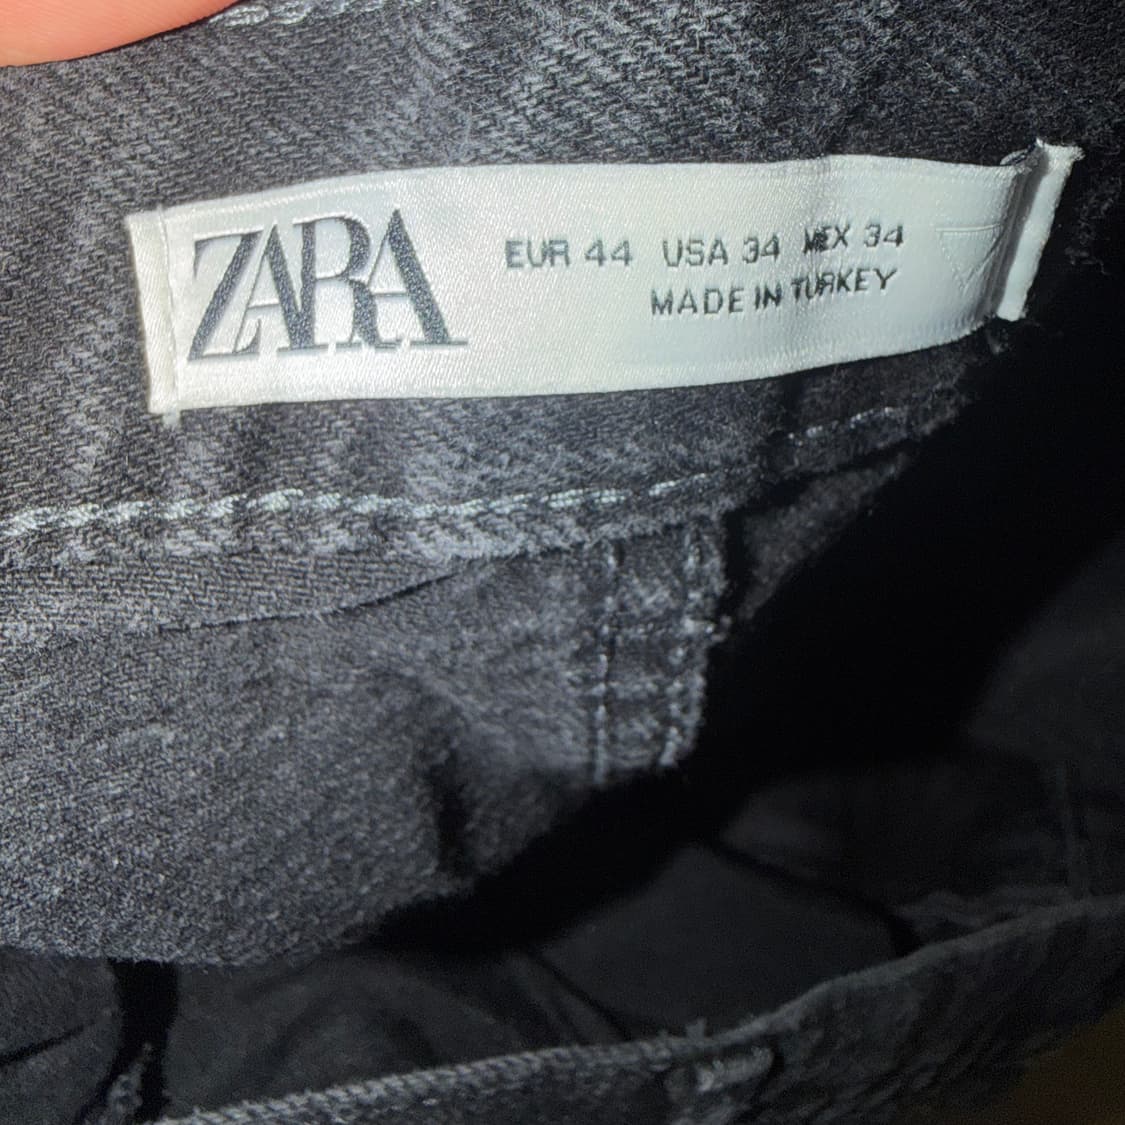 ZARA
EUR 44 USA 34 MEX 34
MADE IN TURKEY